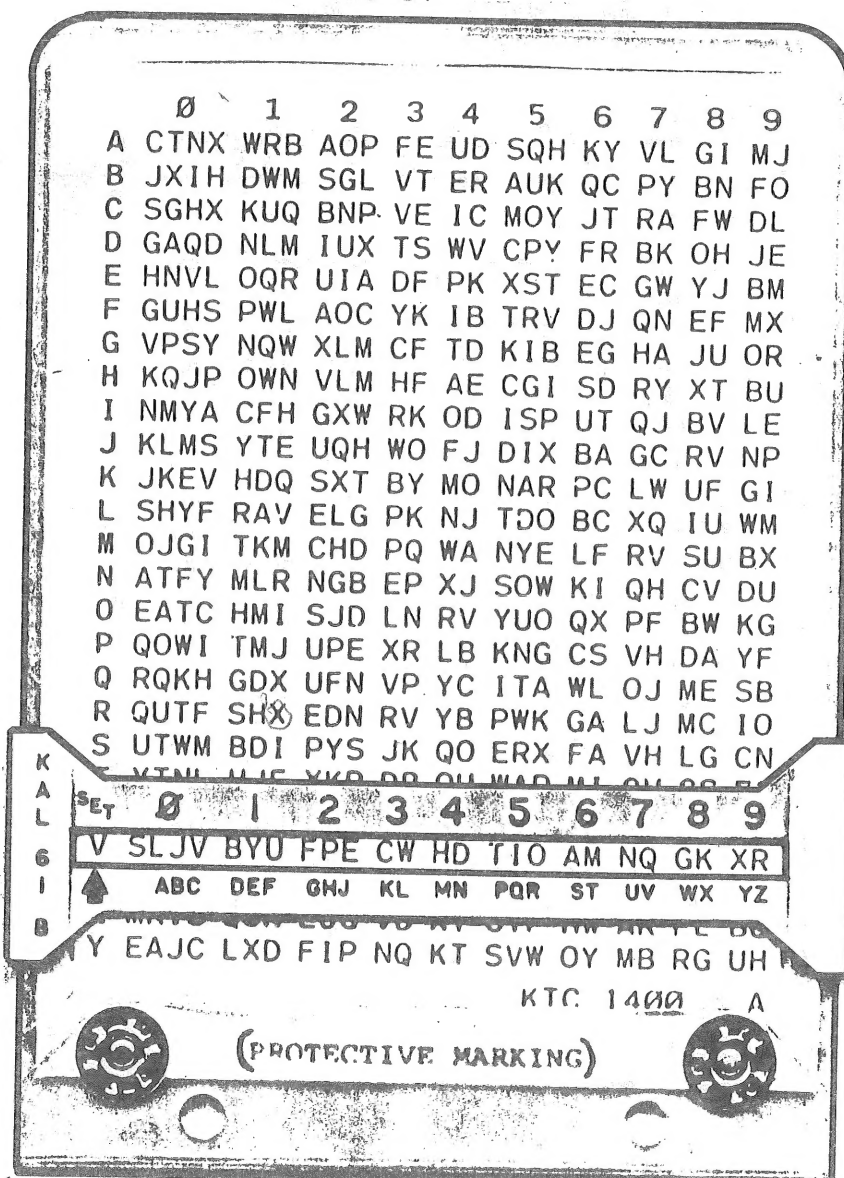 0 1 2 3 4 5 6 7 8 9
A CTNX WRB AOP FE UD SQH KY VL GI MJ
B JXIH DWM SGL VT ER AUK QC PY BN FO
C SGHX KUQ BNP VE IC MOY JT RA FW DL
D GAQD NLM IUX TS WV CPY FR BK OH JE
E HNVL OQR UIA DF PK XST EC GW YJ BM
F GUHS PWL AOC YK IB TRV DJ QN EF MX
G VPSY NQW XLM CF TD KIB EG HA JU OR
H KQJP OWN VLM HF AE CGI SD RY XT BU
I NMYA CFH GXW RK OD ISP UT QJ BV LE
J KLMS YTE UQH WO FJ DIX BA GC RV NP
K JKEV HDQ SXT BY MO NAR PC LW UF GI
L SHYF RAV ELG PK NJ TDO BC XQ IU WM
M OJGI TKM CHD PQ WA NYE LF RV SU BX
N ATFY MLR NGB EP XJ SOW KI QH CV DU
O EATC HMI SJD LN RV YUO QX PF BW KG
P QOWI TMJ UPE XR LB KNG CS VH DA YF
Q RQKH GDX UFN VP YC ITA WL OJ ME SB
R QUTF SHX EDN RV YB PWK GA LJ MC IO
S UTWM BDI PYS JK QO ERX FA VH LG CN
KAL 61 B
SET 0 1 2 3 4 5 6 7 8 9
V SLJV BYU FPE CW HD TIO AM NQ GK XR
ABC DEF GHJ KL MN PQR ST UV WX YZ
Y EAJC LXD FIP NQ KT SVW OY MB RG UH
KTC 1400 A
(PROTECTIVE MARKING)